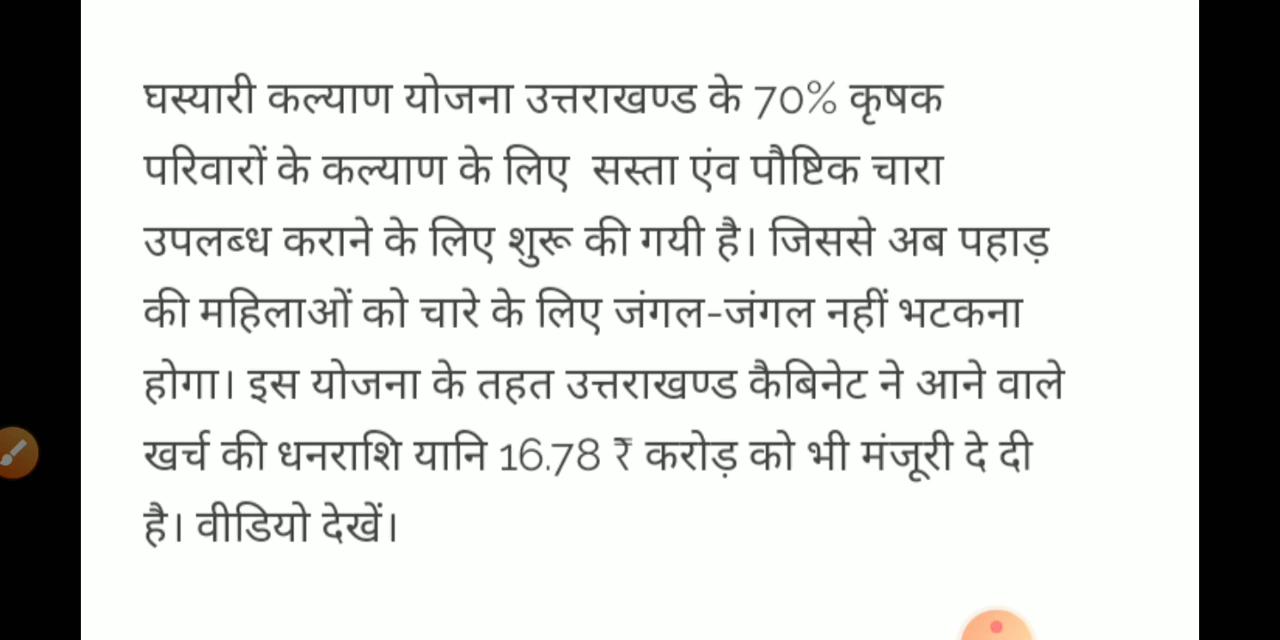 घस्यारी कल्याण योजना उत्तराखण्ड के 70% कृषक
परिवारों के कल्याण के लिए  सस्ता एंव पौष्टिक चारा
उपलब्ध कराने के लिए शुरू की गयी है। जिससे अब पहाड़
की महिलाओं को चारे के लिए जंगल-जंगल नहीं भटकना
होगा। इस योजना के तहत उत्तराखण्ड कैबिनेट ने आने वाले
खर्च की धनराशि यानि 16.78 ₹ करोड़ को भी मंजूरी दे दी
है। वीडियो देखें।